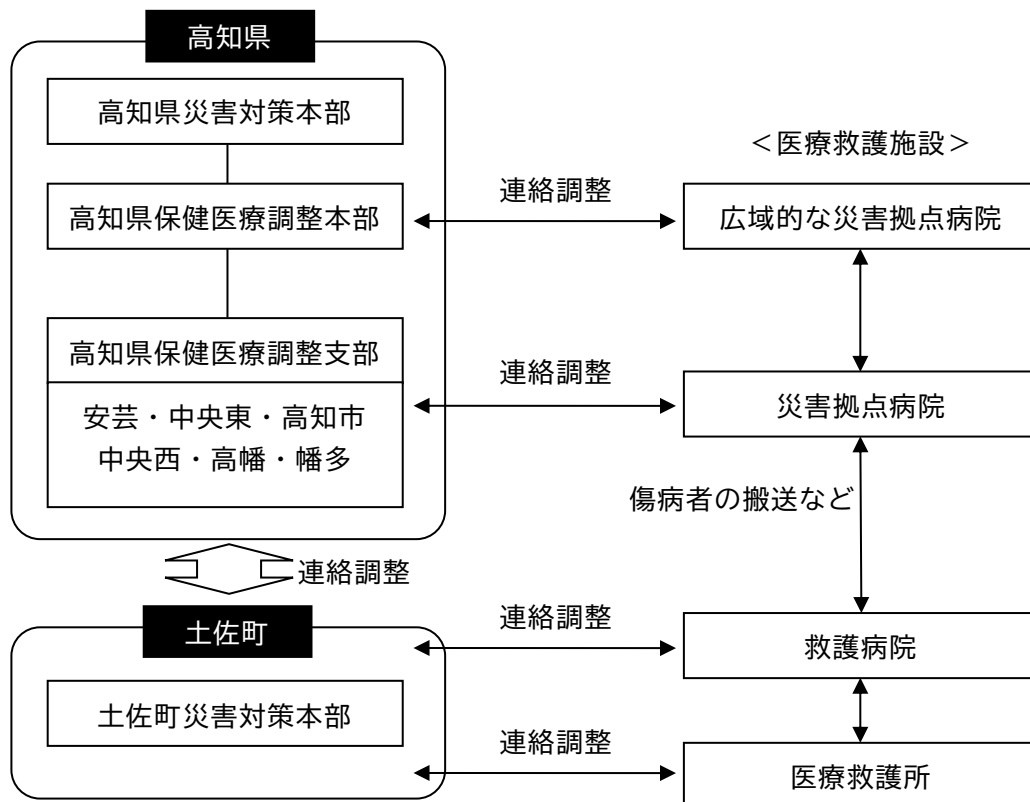 高知県
高知県災害対策本部
＜医療救護施設＞
高知県保健医療調整本部
連絡調整
広域的な災害拠点病院
高知県保健医療調整支部
連絡調整
災害拠点病院
安芸・中央東・高知市
中央西・高幡・幡多
傷病者の搬送など
連絡調整
土佐町
連絡調整
救護病院
土佐町災害対策本部
連絡調整
医療救護所